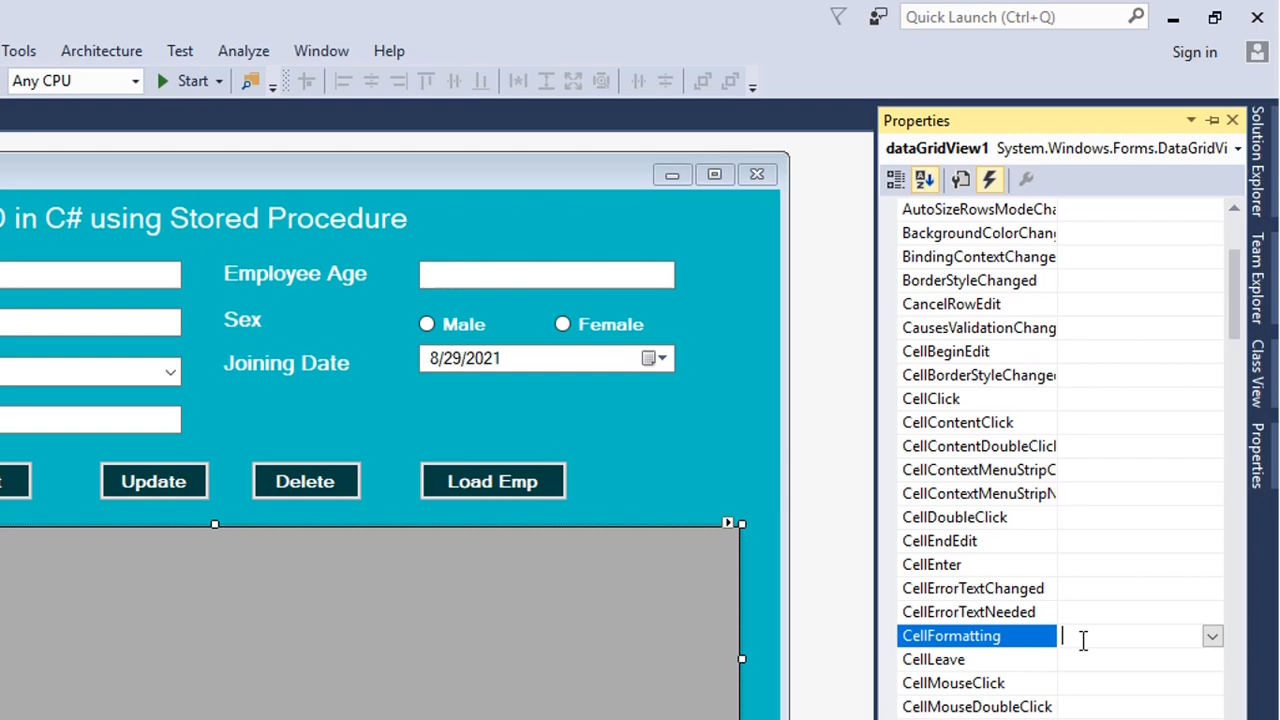 Quick Launch (Ctrl+Q)
Tools Architecture Test Analyze Window Help
Sign in
Any CPU Start
Properties
dataGridView1 System.Windows.Forms.DataGridVi
AutoSizeRowsModeCha
BackgroundColorChang
BindingContextChange
BorderStyleChanged
CancelRowEdit
CausesValidationChang
CellBeginEdit
CellBorderStyleChanged
CellClick
CellContentClick
CellContentDoubleClick
CellContextMenuStripC
CellContextMenuStripN
CellDoubleClick
CellEndEdit
CellEnter
CellErrorTextChanged
CellErrorTextNeeded
CellFormatting
CellLeave
CellMouseClick
CellMouseDoubleClick
D in C# using Stored Procedure
Employee Age
Sex Male Female
Joining Date 8/29/2021
t Update Delete Load Emp
Solution Explorer
Team Explorer
Class View
Properties